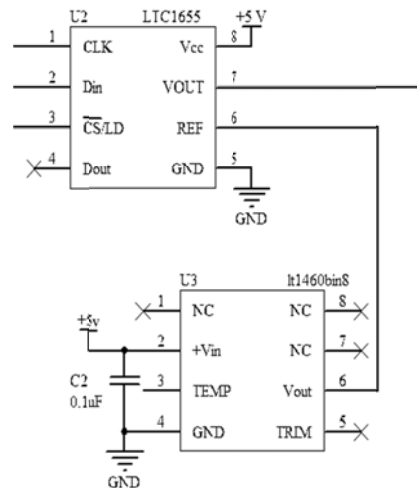 U2 LTC1655
+5 V
1 CLK Vcc 8
2 Din VOUT 7
3 CS/LD REF 6
4 Dout GND 5
GND
U3 lt1460bin8
1 NC NC 8
+5v
2 +Vin NC 7
C2
0.1uF
3 TEMP Vout 6
4 GND TRIM 5
GND